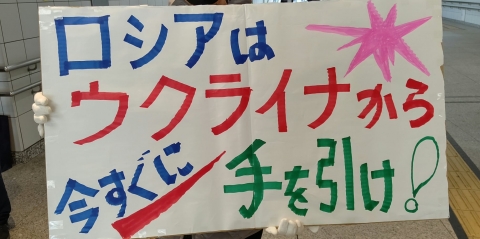 ロシアは
ウクライナから
今すぐに
手を引け!